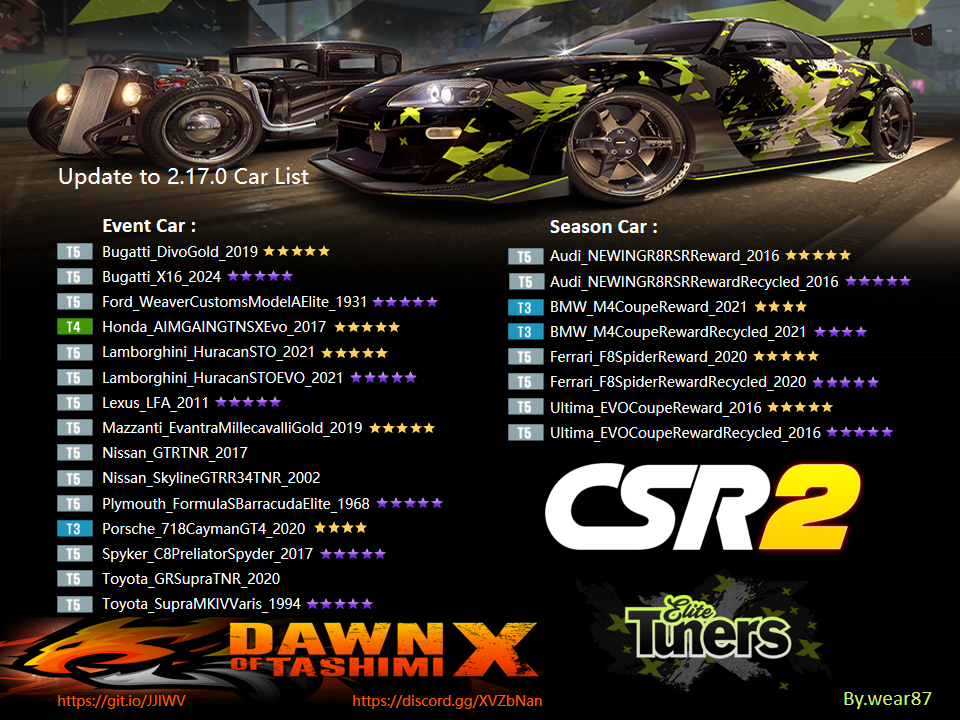 Update to 2.17.0 Car List
Event Car :
T5 Bugatti_DivoGold_2019
T5 Bugatti_X16_2024
T5 Ford_WeaverCustomsModelAElite_1931
T4 Honda_AIMGAINGTNSXEvo_2017
T5 Lamborghini_HuracanSTO_2021
T5 Lamborghini_HuracanSTOEVO_2021
T5 Lexus_LFA_2011
T5 Mazzanti_EvantraMillecavalliGold_2019
T5 Nissan_GTRTNR_2017
T5 Nissan_SkylineGTRR34TNR_2002
T5 Plymouth_FormulaSBarracudaElite_1968
T3 Porsche_718CaymanGT4_2020
T5 Spyker_C8PreliatorSpyder_2017
T5 Toyota_GRSupraTNR_2020
T5 Toyota_SupraMKIVVaris_1994
Season Car :
T5 Audi_NEWINGR8RSRReward_2016
T5 Audi_NEWINGR8RSRRewardRecycled_2016
T3 BMW_M4CoupeReward_2021
T3 BMW_M4CoupeRewardRecycled_2021
T5 Ferrari_F8SpiderReward_2020
T5 Ferrari_F8SpiderRewardRecycled_2020
T5 Ultima_EVOCoupeReward_2016
T5 Ultima_EVOCoupeRewardRecycled_2016
CSR2
Elite
Tuners
DAWN X
OF TASHIMI
https://git.io/JJIWV
https://discord.gg/XVZbNan
By.wear87